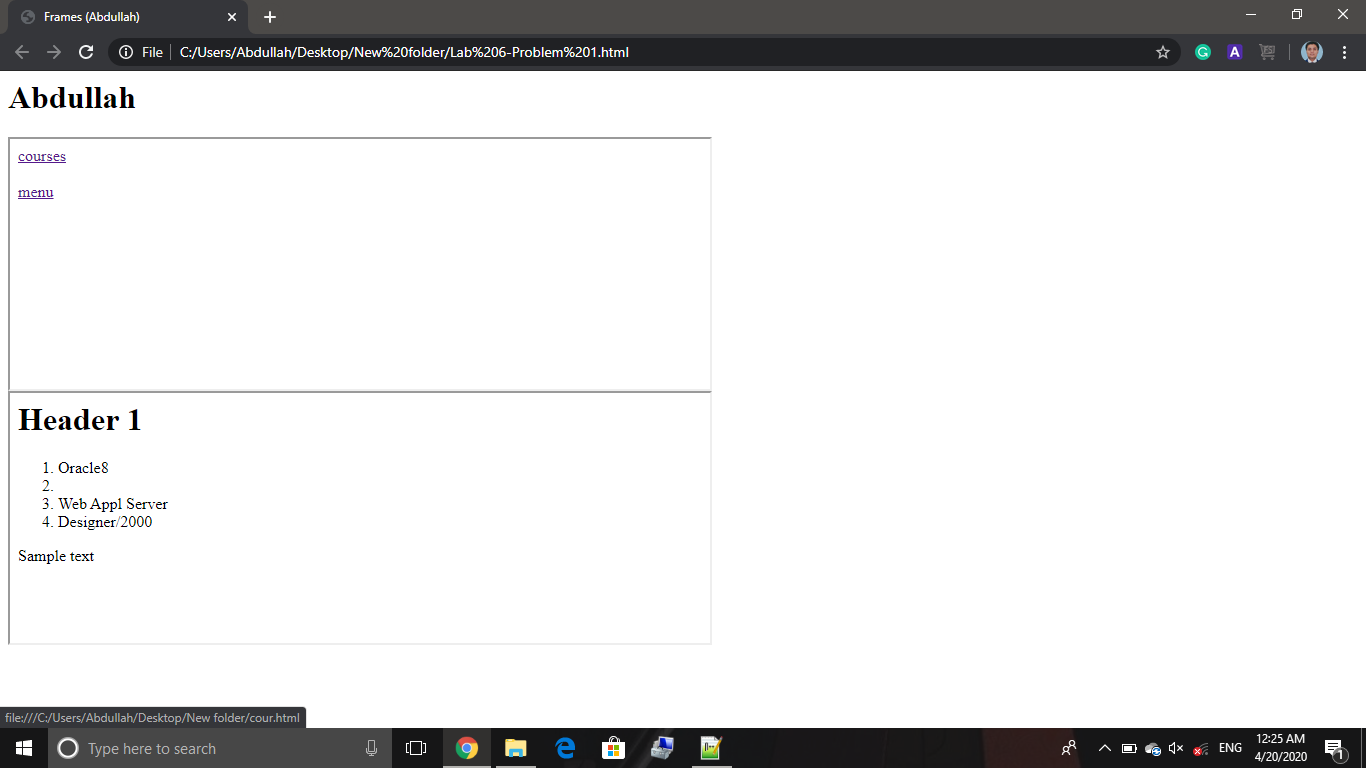 Frames (Abdullah)
File
C:/Users/Abdullah/Desktop/New%20folder/Lab%206-Problem%201.html
Abdullah
courses
menu
Header 1
1. Oracle8
2.
3. Web Appl Server
4. Designer/2000
Sample text
file:///C:/Users/Abdullah/Desktop/New folder/cour.html
Type here to search
ENG
12:25 AM
4/20/2020
1